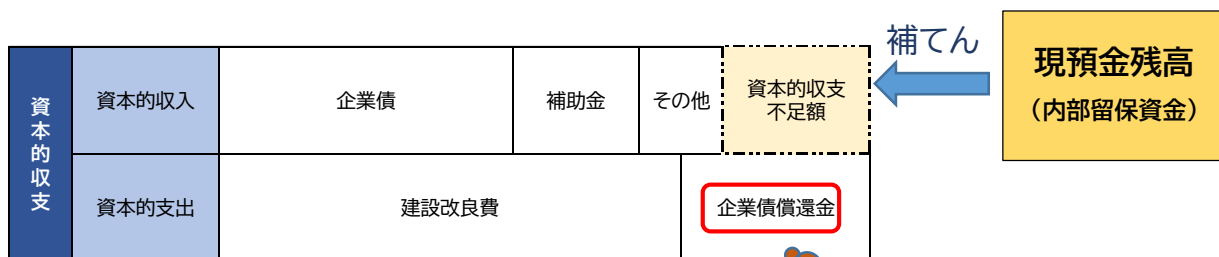 補てん
現預金残高
（内部留保資金）
資本的収支
資本的収入
企業債
補助金
その他
資本的収支
不足額
資本的支出
建設改良費
企業債償還金